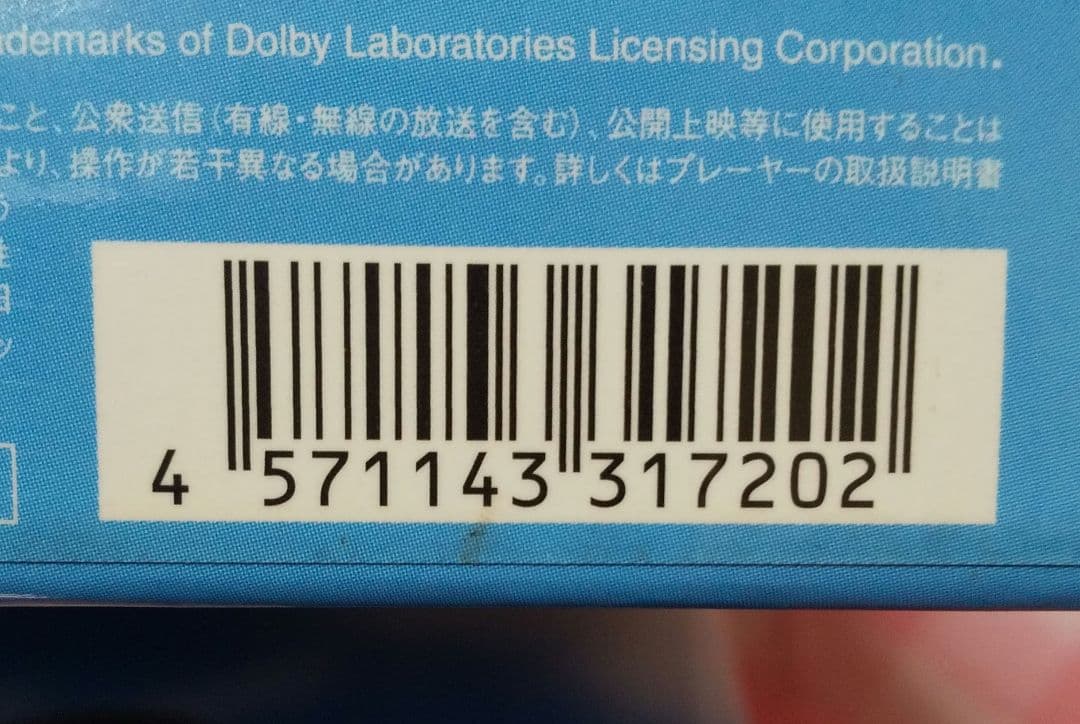 demarks of Dolby Laboratories Licensing Corporation.
こと、公衆送信(有線・無線の放送を含む)、公開上映等に使用することは
より、操作が若干異なる場合があります。詳しくはプレーヤーの取扱説明書
う
4 571143 317202